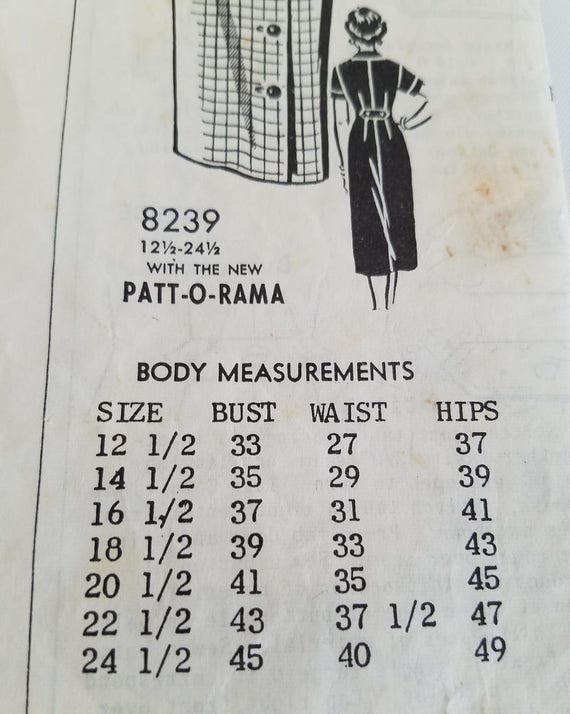 8239
12½-24½
WITH THE NEW
PATT-O-RAMA
BODY MEASUREMENTS
SIZE BUST WAIST HIPS
12 1/2 33 27 37
14 1/2 35 29 39
16 1/2 37 31 41
18 1/2 39 33 43
20 1/2 41 35 45
22 1/2 43 37 1/2 47
24 1/2 45 40 49